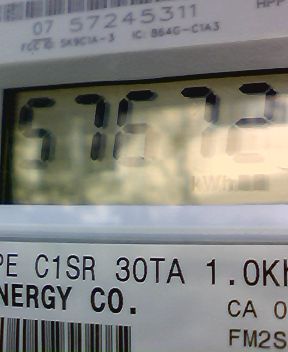 07 57245311
FCC ID SK9C1A-3 IC: 864G-C1A3
57672
kWh
PE C1SR 30TA 1.0Kh
NERGY CO.
CA 0
FM2S